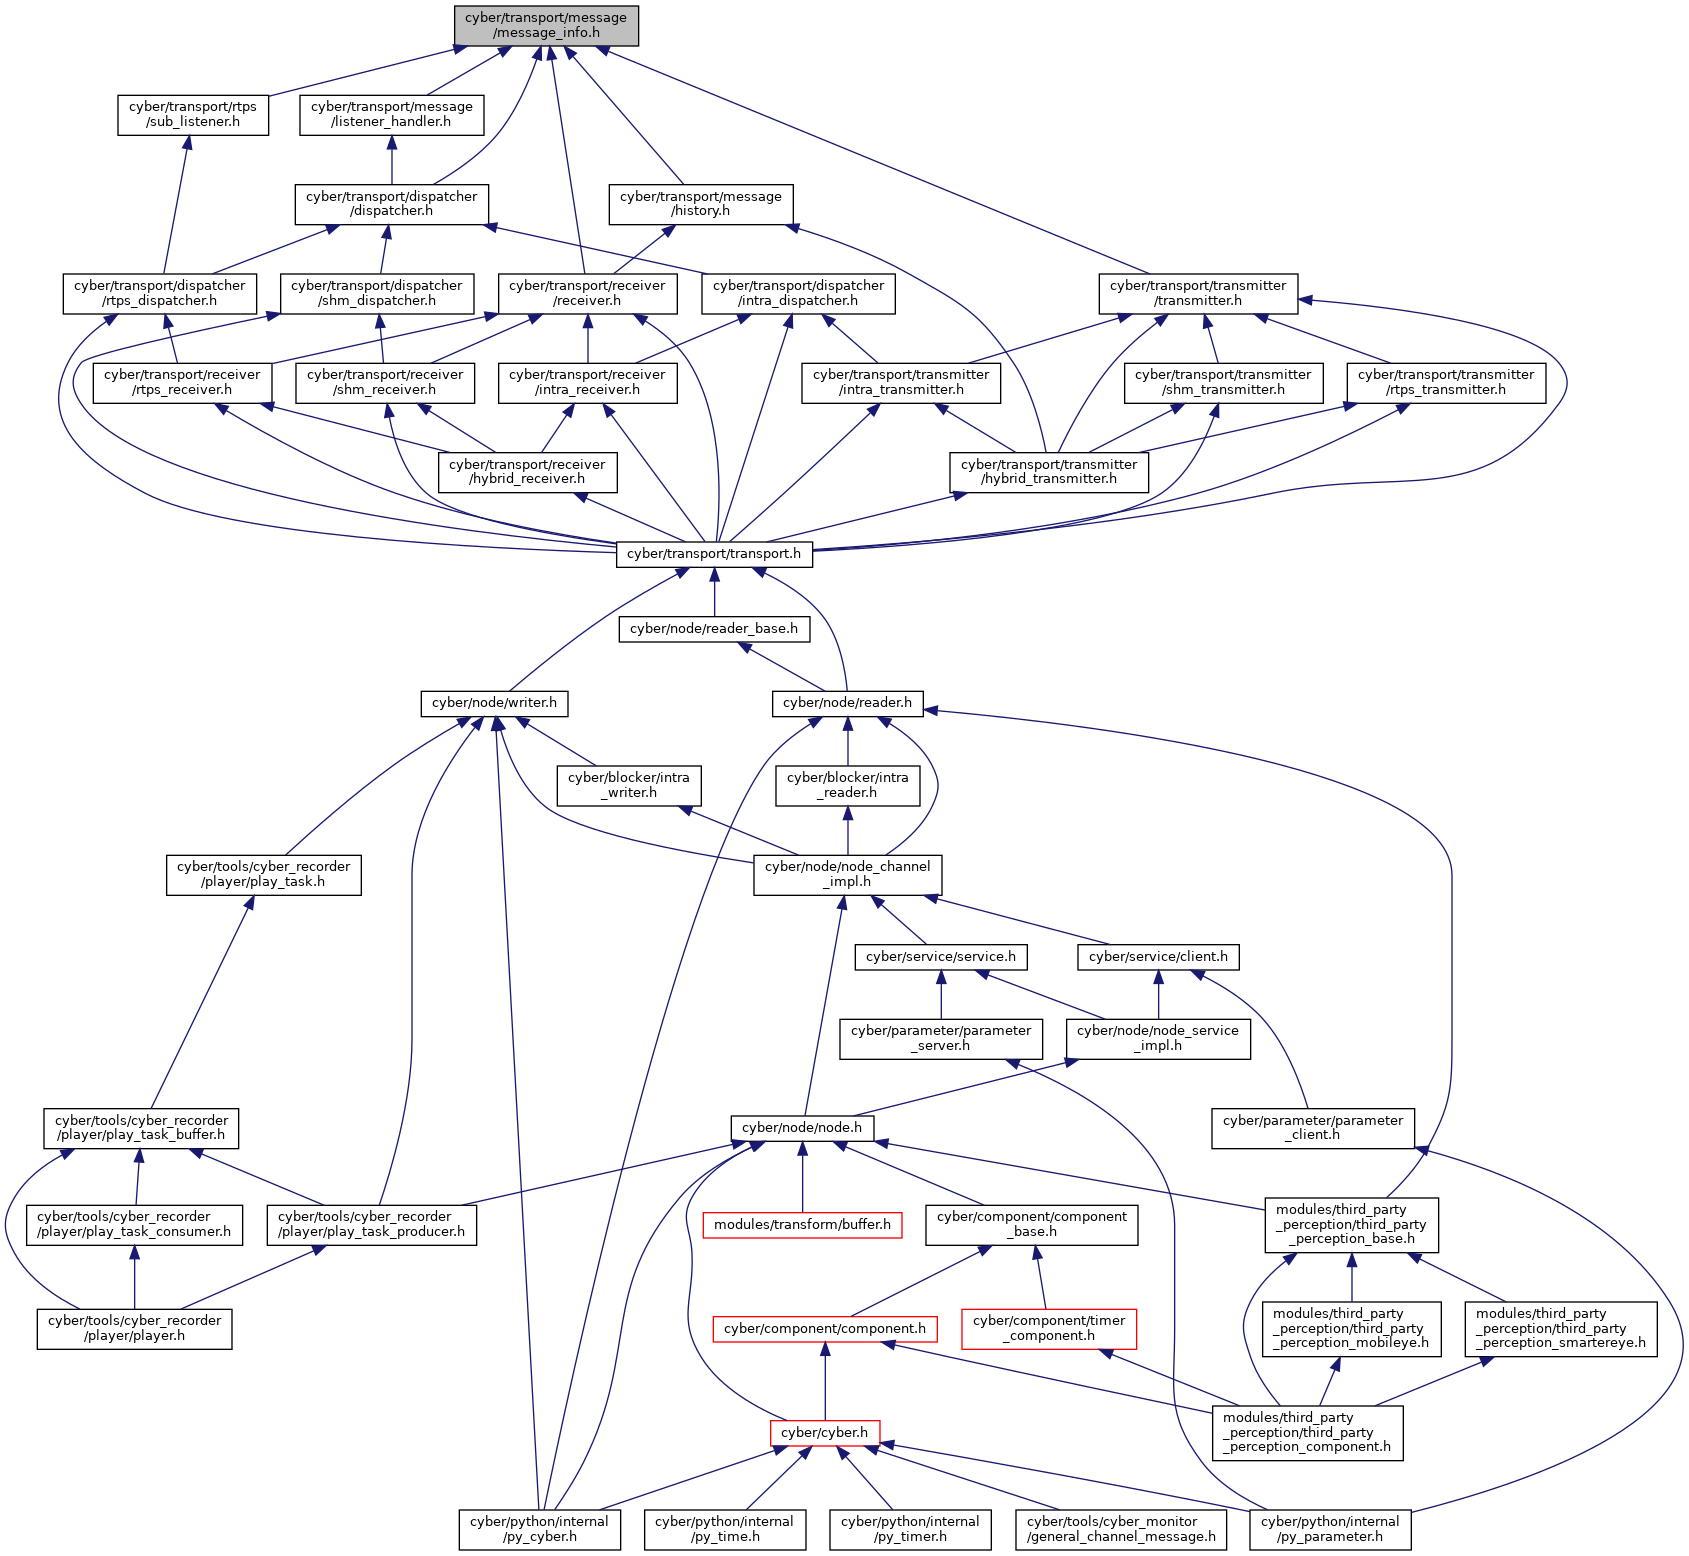 cyber/transport/message
/message_info.h
cyber/transport/rtps
/sub_listener.h
cyber/transport/message
/listener_handler.h
cyber/transport/dispatcher
/dispatcher.h
cyber/transport/message
/history.h
cyber/transport/dispatcher
/rtps_dispatcher.h
cyber/transport/dispatcher
/shm_dispatcher.h
cyber/transport/receiver
/receiver.h
cyber/transport/dispatcher
/intra_dispatcher.h
cyber/transport/transmitter
/transmitter.h
cyber/transport/receiver
/rtps_receiver.h
cyber/transport/receiver
/shm_receiver.h
cyber/transport/receiver
/intra_receiver.h
cyber/transport/transmitter
/intra_transmitter.h
cyber/transport/transmitter
/shm_transmitter.h
cyber/transport/transmitter
/rtps_transmitter.h
cyber/transport/receiver
/hybrid_receiver.h
cyber/transport/transmitter
/hybrid_transmitter.h
cyber/transport/transport.h
cyber/node/reader_base.h
cyber/node/writer.h
cyber/node/reader.h
cyber/blocker/intra
_writer.h
cyber/blocker/intra
_reader.h
cyber/tools/cyber_recorder
/player/play_task.h
cyber/node/node_channel
_impl.h
cyber/service/service.h
cyber/service/client.h
cyber/parameter/parameter
_server.h
cyber/node/node_service
_impl.h
cyber/tools/cyber_recorder
/player/play_task_buffer.h
cyber/node/node.h
cyber/parameter/parameter
_client.h
cyber/tools/cyber_recorder
/player/play_task_consumer.h
cyber/tools/cyber_recorder
/player/play_task_producer.h
modules/transform/buffer.h
cyber/component/component
_base.h
modules/third_party
_perception/third_party
_perception_base.h
cyber/tools/cyber_recorder
/player/player.h
cyber/component/component.h
cyber/component/timer
_component.h
modules/third_party
_perception/third_party
_perception_mobileye.h
modules/third_party
_perception/third_party
_perception_smartereye.h
cyber/cyber.h
modules/third_party
_perception/third_party
_perception_component.h
cyber/python/internal
/py_cyber.h
cyber/python/internal
/py_time.h
cyber/python/internal
/py_timer.h
cyber/tools/cyber_monitor
/general_channel_message.h
cyber/python/internal
/py_parameter.h